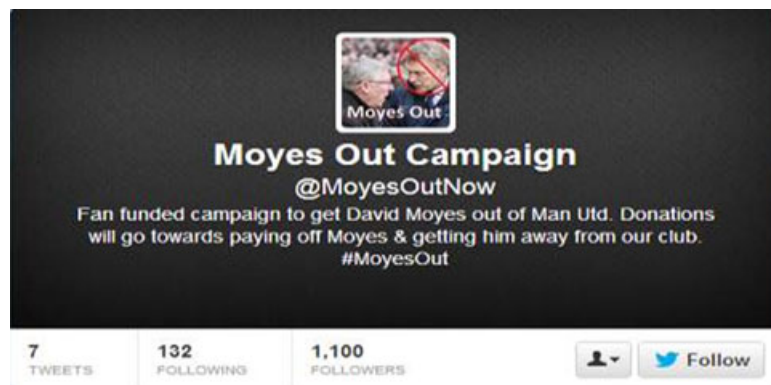 Moyes Out
Moyes Out Campaign
@MoyesOutNow
Fan funded campaign to get David Moyes out of Man Utd. Donations
will go towards paying off Moyes & getting him away from our club.
#MoyesOut
7 132 1,100
TWEETS FOLLOWING FOLLOWERS
Follow